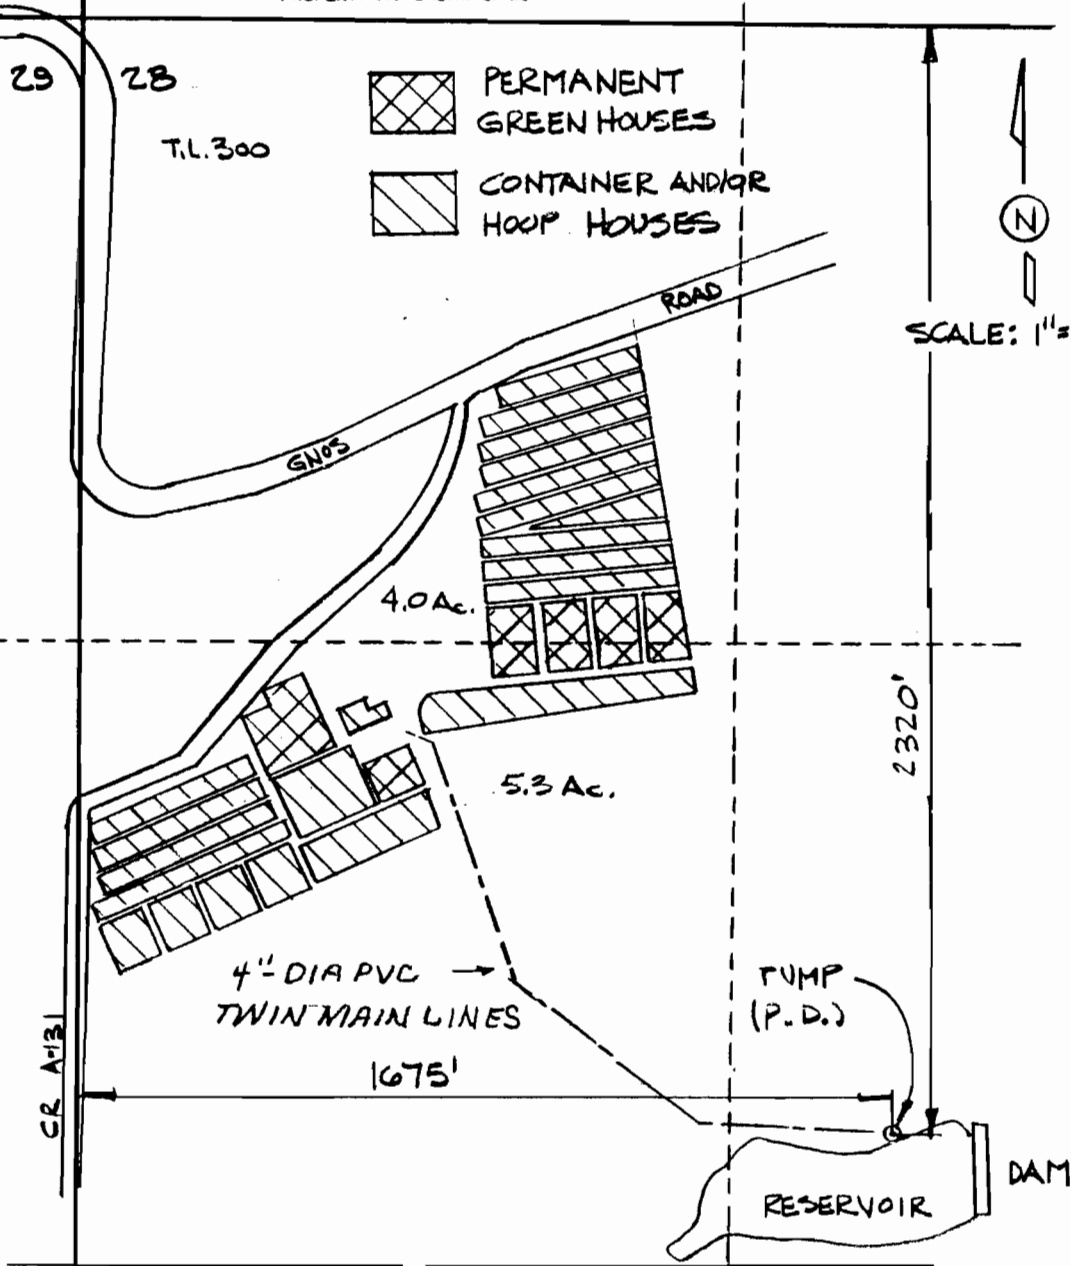 29
28
T.L.300
PERMANENT
GREEN HOUSES
CONTAINER AND/OR
HOOP HOUSES
N
SCALE: 1"=
GNOS
ROAD
4.0 Ac.
5.3 Ac.
2320'
4"-DIA PVC
TWIN MAIN LINES
PUMP
(P.D.)
1675'
CR A-131
RESERVOIR
DAM